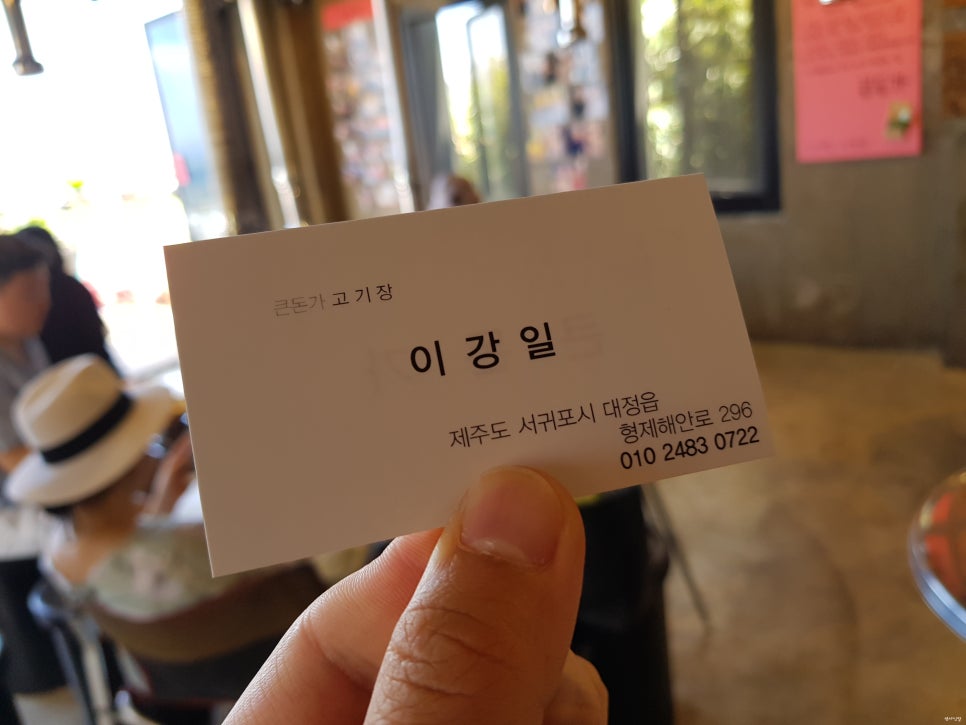 큰돈가 고기장
이강일
제주도 서귀포시 대정읍
형제해안로 296
010 2483 0722